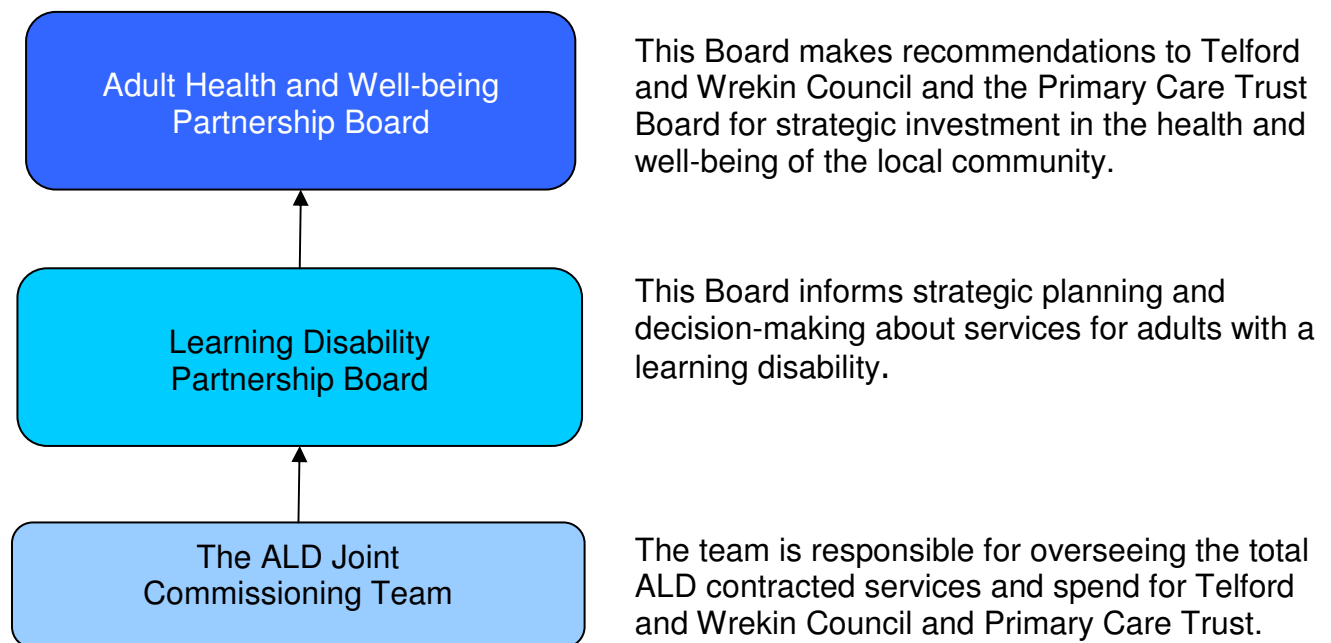 Adult Health and Well-being
Partnership Board
This Board makes recommendations to Telford
and Wrekin Council and the Primary Care Trust
Board for strategic investment in the health and
well-being of the local community.
Learning Disability
Partnership Board
This Board informs strategic planning and
decision-making about services for adults with a
learning disability.
The ALD Joint
Commissioning Team
The team is responsible for overseeing the total
ALD contracted services and spend for Telford
and Wrekin Council and Primary Care Trust.